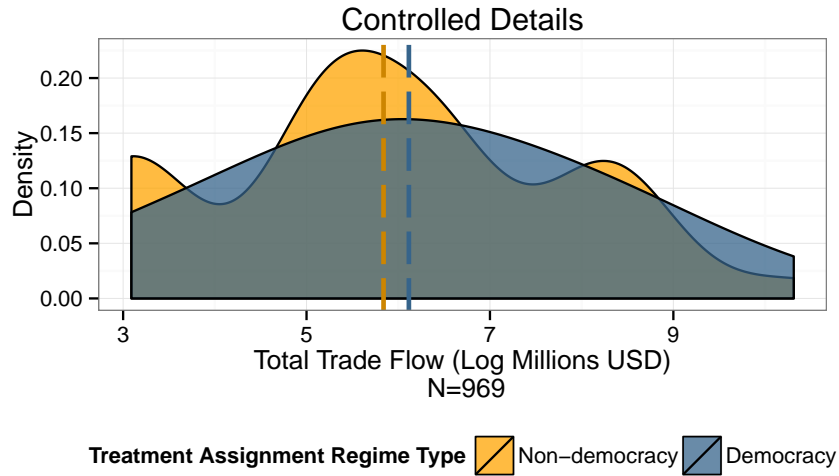 Controlled Details
Density
0.20
0.15
0.10
0.05
0.00
3 5 7 9
Total Trade Flow (Log Millions USD)
N=969
Treatment Assignment Regime Type Non−democracy Democracy